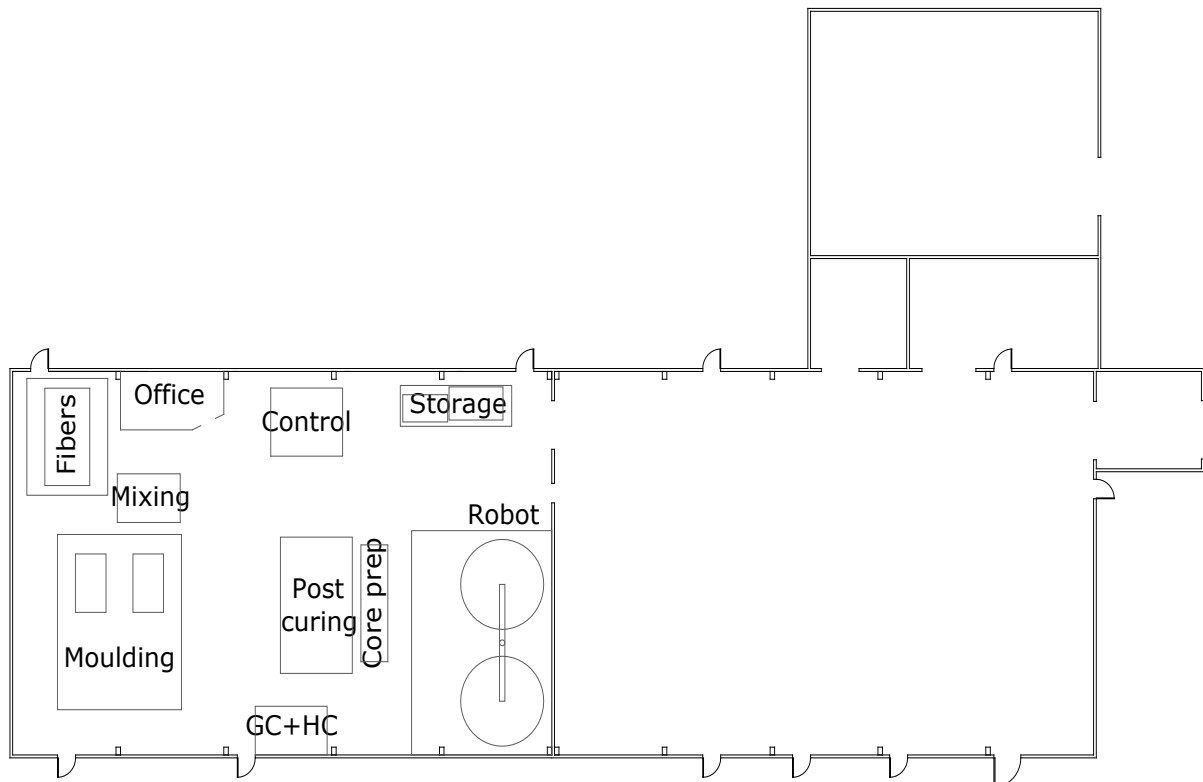 Office
Storage
Control
Fibers
Mixing
Robot
Post
curing
Core prep
Moulding
GC+HC